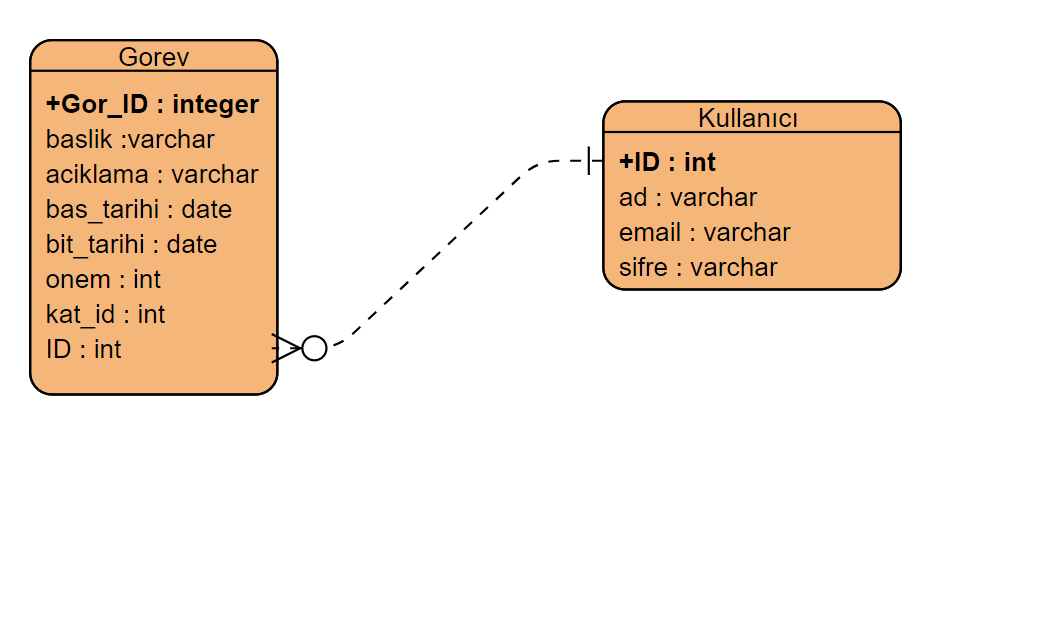 Gorev
+Gor_ID : integer
baslik :varchar
aciklama : varchar
bas_tarihi : date
bit_tarihi : date
onem : int
kat_id : int
ID : int
Kullanıcı
+ID : int
ad : varchar
email : varchar
sifre : varchar